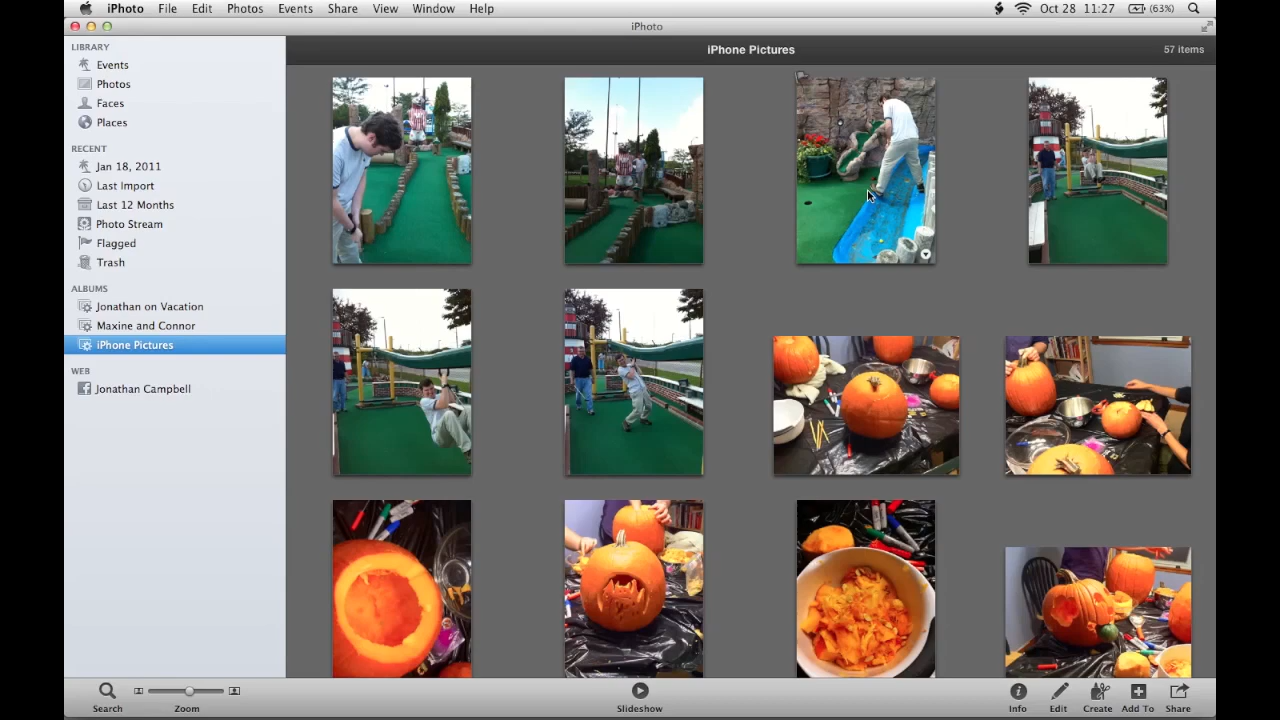 iPhoto File Edit Photos Events Share View Window Help Oct 28 11:27 (63%)
iPhoto
LIBRARY
Events
Photos
Faces
Places
RECENT
Jan 18, 2011
Last Import
Last 12 Months
Photo Stream
Flagged
Trash
ALBUMS
Jonathan on Vacation
Maxine and Connor
iPhone Pictures
WEB
Jonathan Campbell
iPhone Pictures 57 items
Search Zoom Slideshow Info Edit Create Add To Share